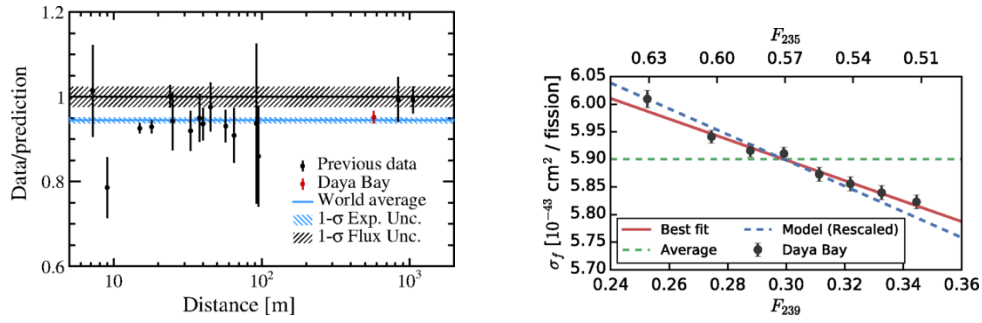 1.2
1
0.8
0.6
Data/prediction
Previous data
Daya Bay
World average
1-σ Exp. Unc.
1-σ Flux Unc.
10
10²
10³
Distance [m]
F₂₃₅
0.63 0.60 0.57 0.54 0.51
6.05
6.00
5.95
5.90
5.85
5.80
5.75
5.70
σ_f [10⁻⁴³ cm² / fission]
Best fit
Average
Model (Rescaled)
Daya Bay
0.24 0.26 0.28 0.30 0.32 0.34 0.36
F₂₃₉